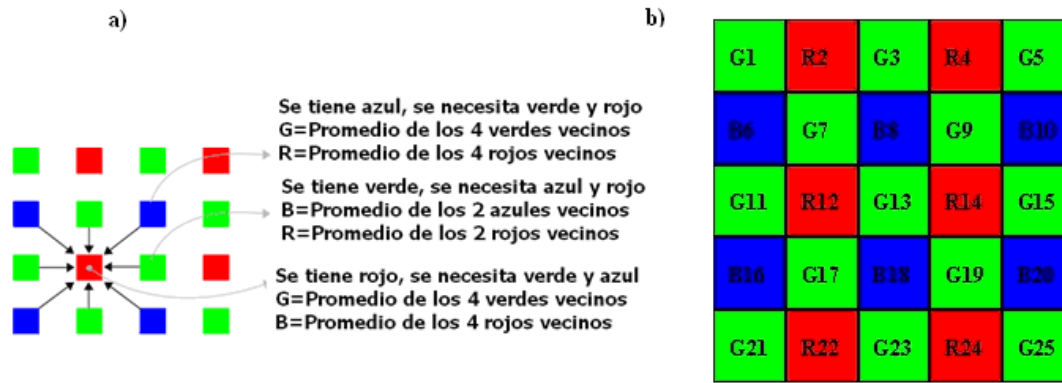 a)
Se tiene azul, se necesita verde y rojo
G=Promedio de los 4 verdes vecinos
R=Promedio de los 4 rojos vecinos
Se tiene verde, se necesita azul y rojo
B=Promedio de los 2 azules vecinos
R=Promedio de los 2 rojos vecinos
Se tiene rojo, se necesita verde y azul
G=Promedio de los 4 verdes vecinos
B=Promedio de los 4 rojos vecinos
b)
G1 R2 G3 R4 G5
B6 G7 B8 G9 B10
G11 R12 G13 R14 G15
B16 G17 B18 G19 B20
G21 R22 G23 R24 G25